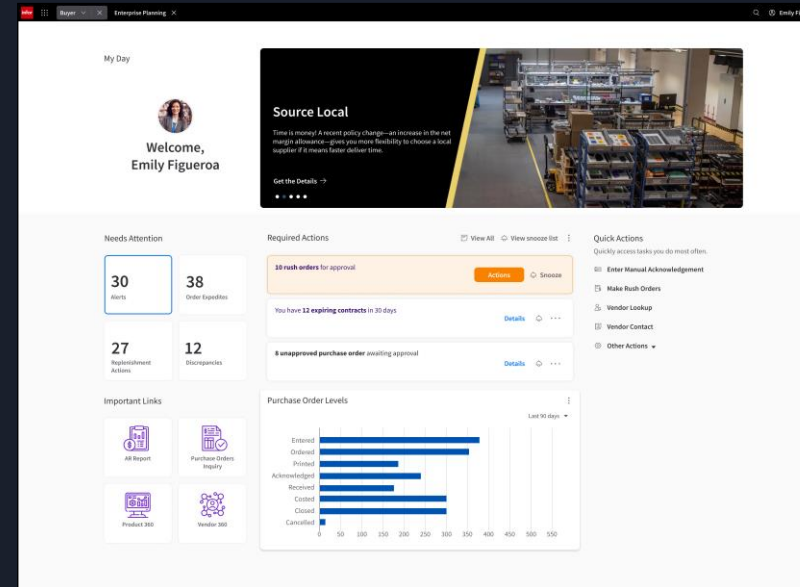 infor
Buyer
Enterprise Planning
My Day
Welcome,
Emily Figueroa
Source Local
Time is money! A recent policy change—an increase in the net
margin allowance—gives you more flexibility to choose a local
supplier if it means faster deliver time.
Get the Details →
Needs Attention
30
Alerts
38
Order Expedites
27
Replenishment
Actions
12
Discrepancies
Important Links
AR Report
Purchase Orders
Inquiry
Product 360
Vendor 360
Required Actions
View All
View snooze list
10 rush orders for approval
Actions
Snooze
You have 12 expiring contracts in 30 days
Details
8 unapproved purchase order awaiting approval
Details
Purchase Order Levels
Last 90 days
Entered
Ordered
Printed
Acknowledged
Received
Costed
Closed
Cancelled
0 50 100 150 200 250 300 350 400 450 500 550
Quick Actions
Quickly access tasks you do most often.
Enter Manual Acknowledgement
Make Rush Orders
Vendor Lookup
Vendor Contact
Other Actions
Emily Fi